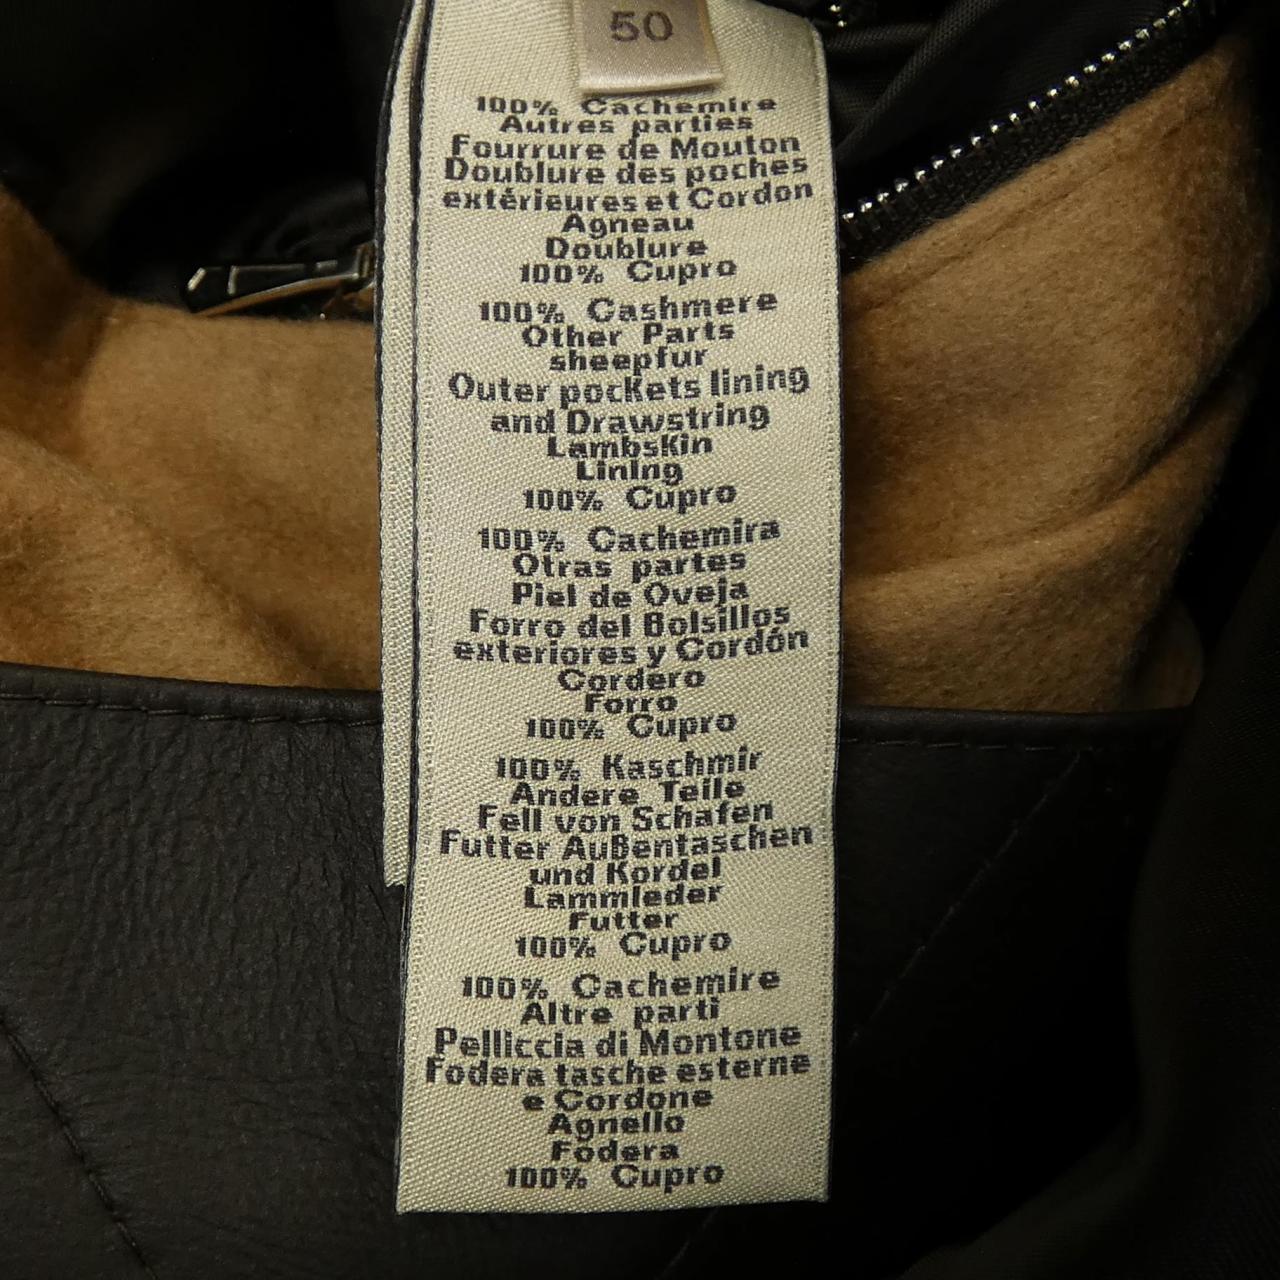 50
100% Cachemire
Autres parties
Fourrure de Mouton
Doublure des poches
extérieures et Cordon
Agneau
Doublure
100% Cupro
100% Cashmere
Other Parts
sheepfur
Outer pockets lining
and Drawstring
Lambskin
Lining
100% Cupro
100% Cachemira
Otras partes
Piel de Oveja
Forro del Bolsillos
exteriores y Cordón
Cordero
Forro
100% Cupro
100% Kaschmir
Andere Teile
Fell von Schafen
Futter Außentaschen
und Kordel
Lammleder
Futter
100% Cupro
100% Cachemire
Altre parti
Pelliccia di Montone
Fodera tasche esterne
e Cordone
Agnello
Fodera
100% Cupro